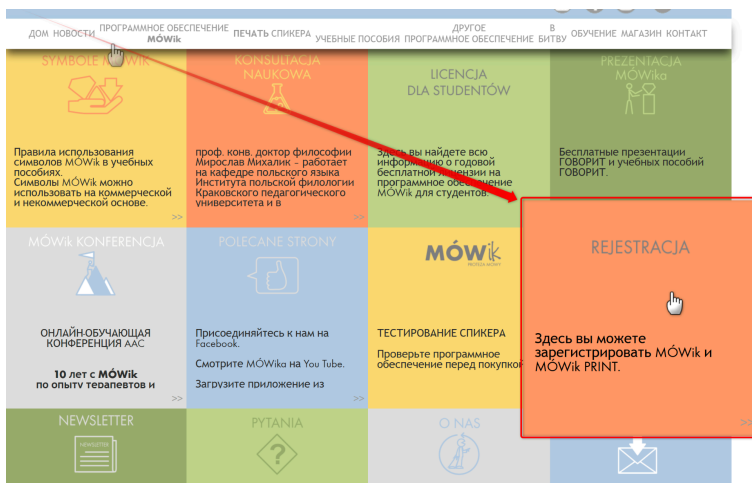 ДОМ НОВОСТИ ПРОГРАММНОЕ ОБЕСПЕЧЕНИЕ MÓWik ПЕЧАТЬ СПИКЕРА УЧЕБНЫЕ ПОСОБИЯ ДРУГОЕ ПРОГРАММНОЕ ОБЕСПЕЧЕНИЕ В БИТВУ ОБУЧЕНИЕ МАГАЗИН КОНТАКТ
SYMBOLE MÓWIK
Правила использования
символов MÓWik в учебных
пособиях.
Символы MÓWik можно
использовать на коммерческой
и некоммерческой основе.
>>
KONSULTACJA
NAUKOWA
проф. конв. доктор философии
Мирослав Михалик - работает
на кафедре польского языка
Института польской филологии
Краковского педагогического
университета и в
>>
LICENCJA
DLA STUDENTÓW
Здесь вы найдете всю
информацию о годовой
бесплатной лицензии на
программное обеспечение
MÓWik для студентов.
PREZENTACJA
MÓWika
Бесплатные презентации
ГОВОРИТ и учебных пособий
ГОВОРИТ.
MÓWik KONFERENCJA
ОНЛАЙН-ОБУЧАЮЩАЯ
КОНФЕРЕНЦИЯ AAC
10 лет с MÓWik
по опыту терапевтов и
>>
POLECANE STRONY
Присоединяйтесь к нам на
Facebook.
Смотрите MÓWika на You Tube.
Загрузите приложение из
>>
MÓWik
ТЕСТИРОВАНИЕ СПИКЕРА
Проверьте программное
обеспечение перед покупкой
REJESTRACJA
Здесь вы можете
зарегистрировать MÓWik и
MÓWik PRINT.
>>
NEWSLETTER
NEWSLETTER
PYTANIA
?
O NAS